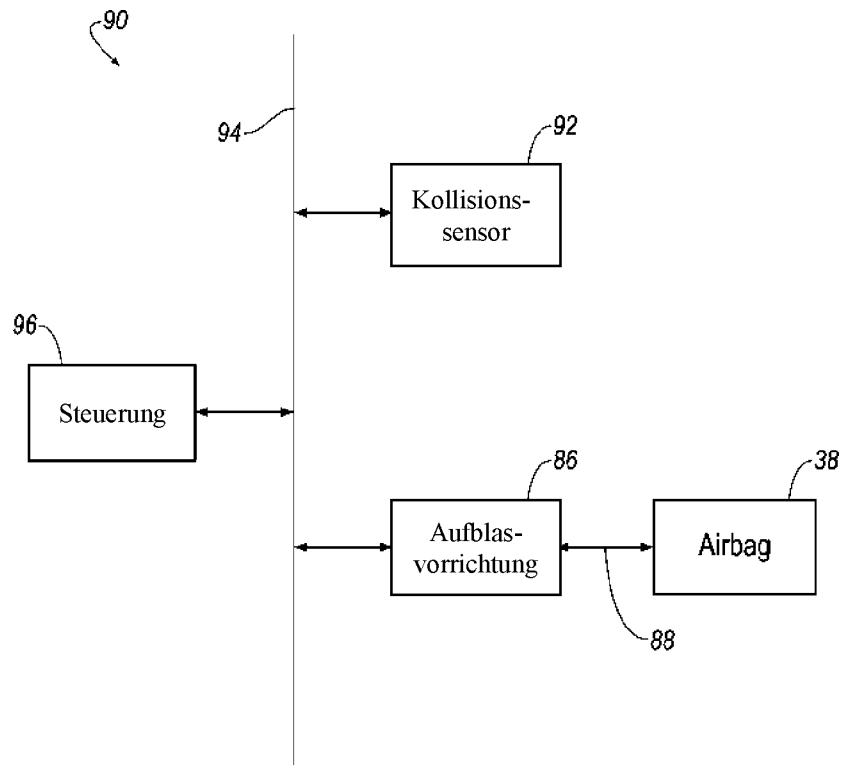 90
94
92
Kollisions-
sensor
96
Steuerung
86
Aufblas-
vorrichtung
38
Airbag
88